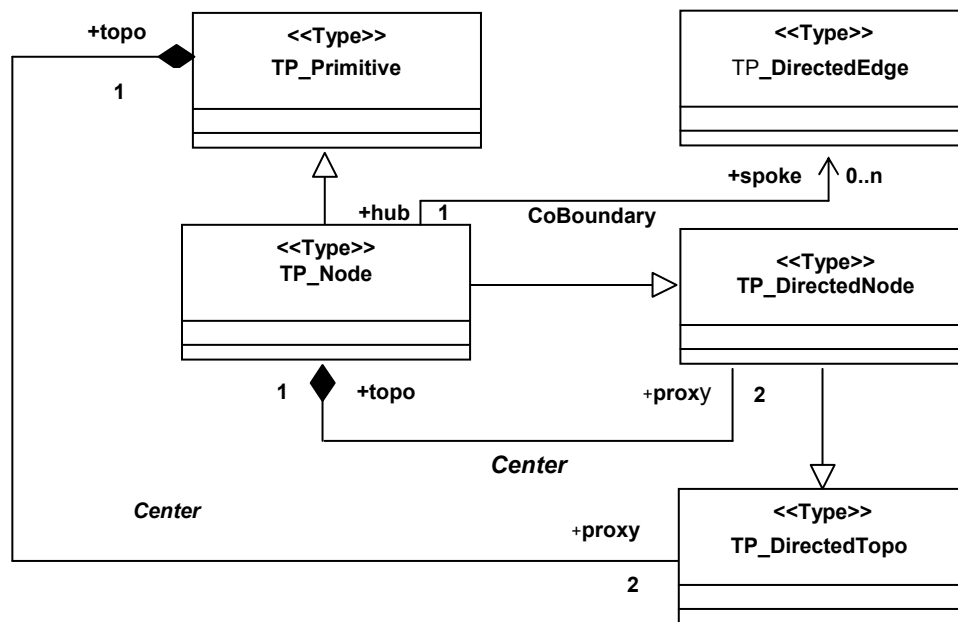 +topo
1
<<Type>>
TP_Primitive
<<Type>>
TP_DirectedEdge
+spoke
0..n
+hub
1
CoBoundary
<<Type>>
TP_Node
<<Type>>
TP_DirectedNode
1
+topo
+proxy
2
Center
Center
+proxy
2
<<Type>>
TP_DirectedTopo